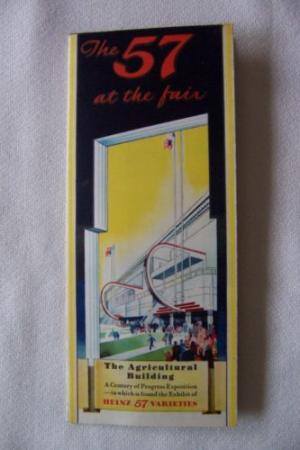 The 57
at the fair
The Agricultural
Building
A Century of Progress Exposition
—in which is found the Exhibit of
HEINZ 57 VARIETIES